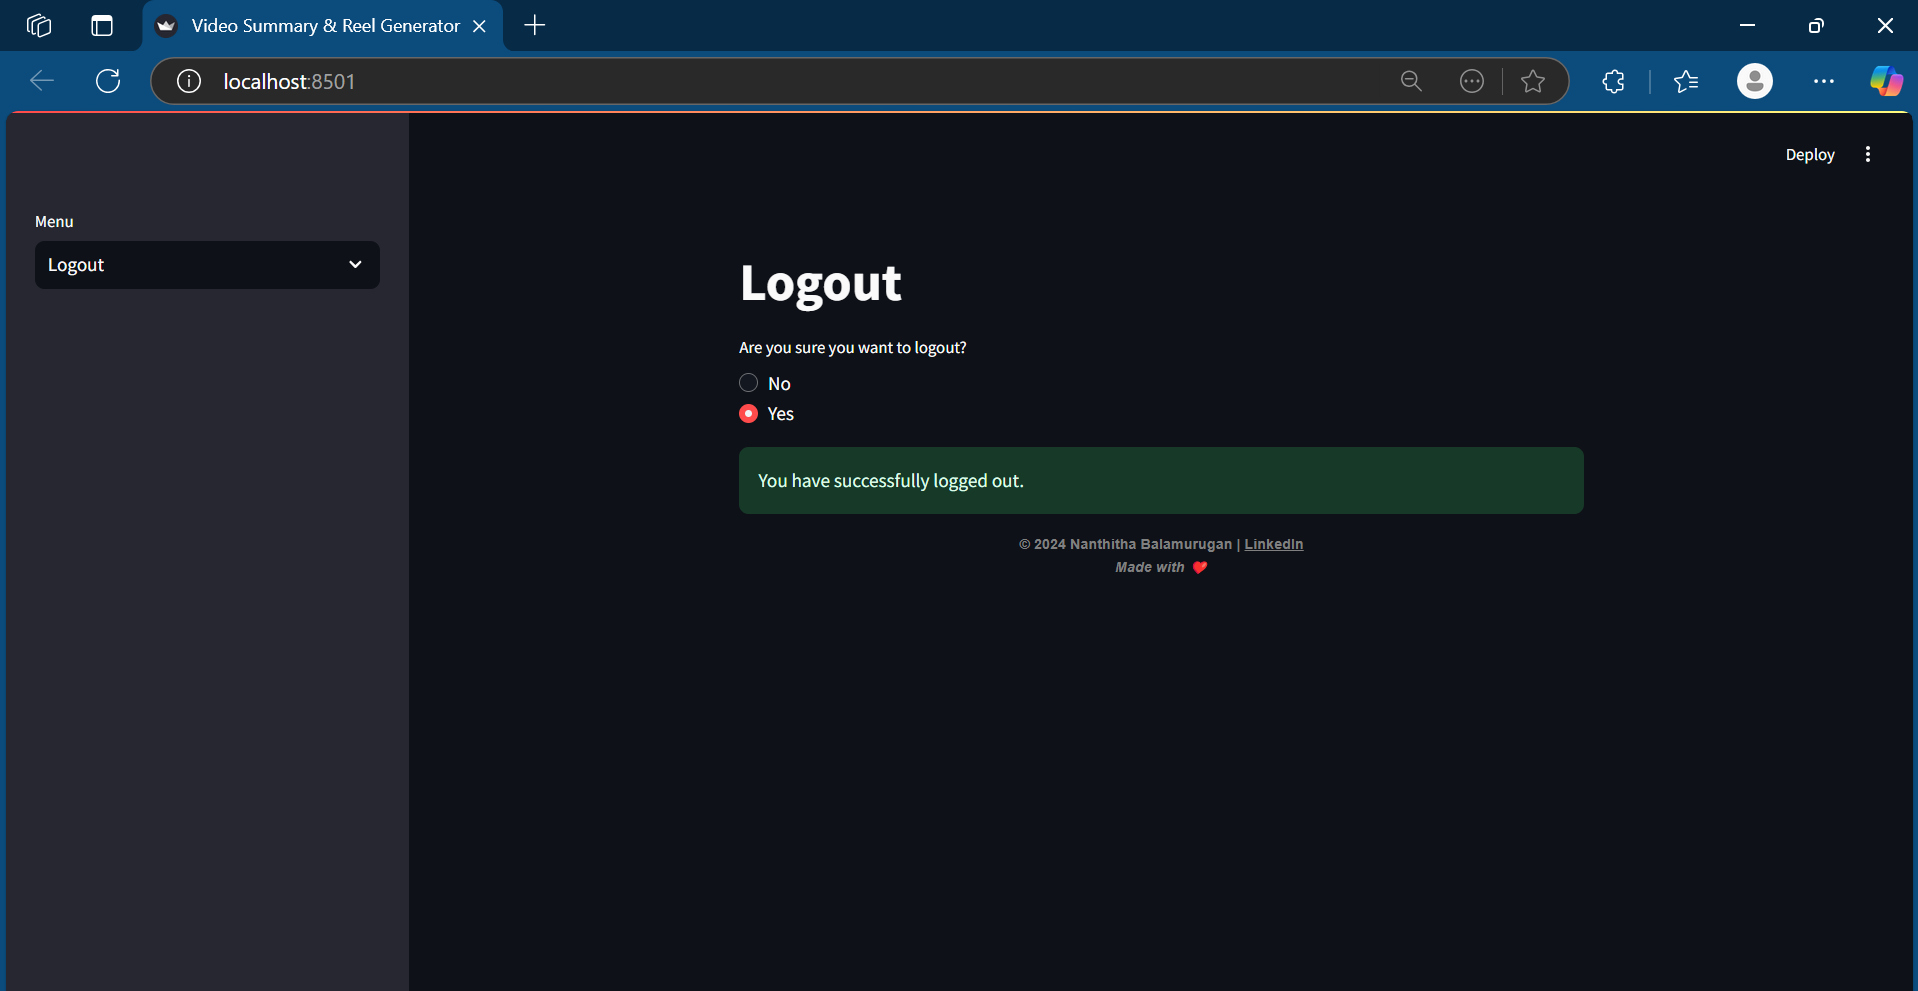 Video Summary & Reel Generator
localhost:8501
Deploy
Menu
Logout
Logout
Are you sure you want to logout?
No
Yes
You have successfully logged out.
© 2024 Nanthitha Balamurugan | LinkedIn
Made with ❤️